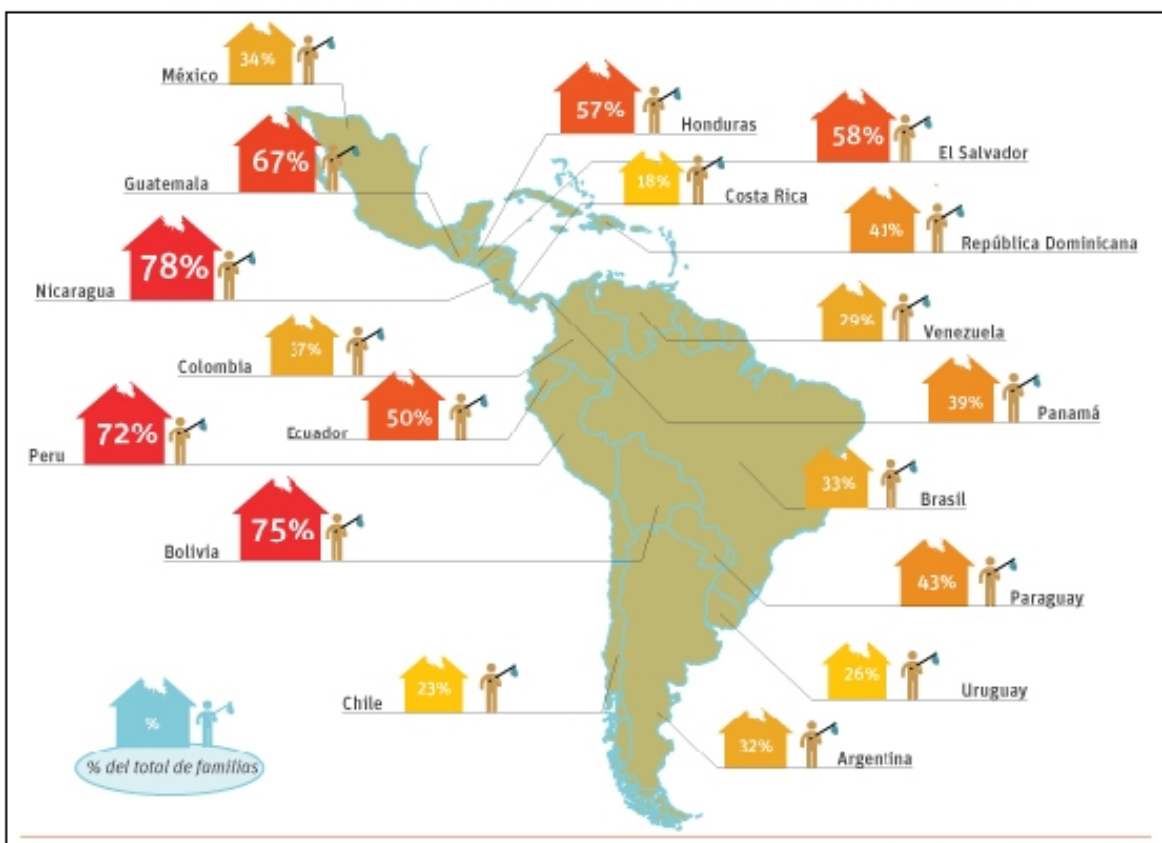 34%
México
57%
Honduras
58%
El Salvador
67%
Guatemala
18%
Costa Rica
41%
República Dominicana
78%
Nicaragua
29%
Venezuela
37%
Colombia
39%
Panamá
50%
Ecuador
72%
Peru
33%
Brasil
75%
Bolivia
43%
Paraguay
26%
Uruguay
23%
Chile
32%
Argentina
%
% del total de familias